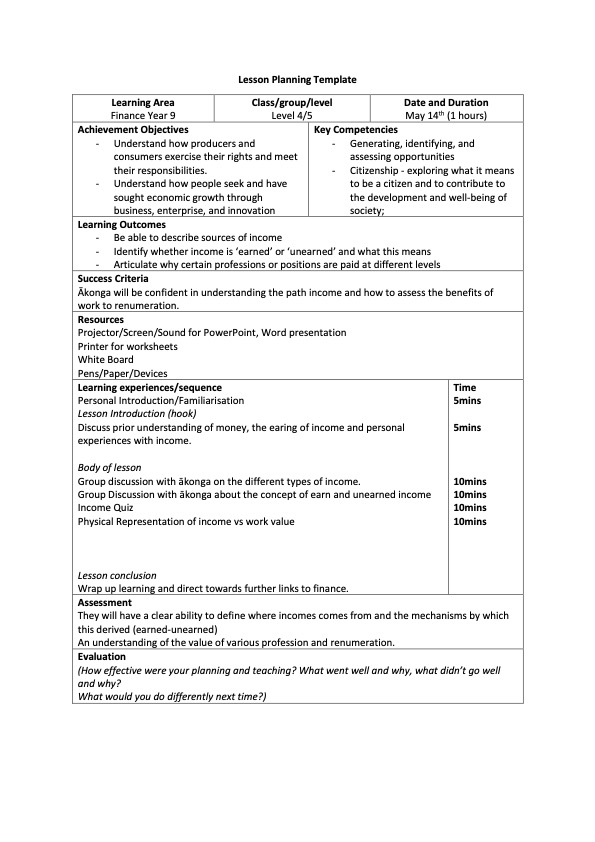 Lesson Planning Template
Learning Area
Finance Year 9
Class/group/level
Level 4/5
Date and Duration
May 14th (1 hours)
Achievement Objectives
- Understand how producers and
consumers exercise their rights and meet
their responsibilities.
- Understand how people seek and have
sought economic growth through
business, enterprise, and innovation
Key Competencies
- Generating, identifying, and
assessing opportunities
- Citizenship - exploring what it means
to be a citizen and to contribute to
the development and well-being of
society;
Learning Outcomes
- Be able to describe sources of income
- Identify whether income is ‘earned’ or ‘unearned’ and what this means
- Articulate why certain professions or positions are paid at different levels
Success Criteria
Ākonga will be confident in understanding the path income and how to assess the benefits of
work to renumeration.
Resources
Projector/Screen/Sound for PowerPoint, Word presentation
Printer for worksheets
White Board
Pens/Paper/Devices
Learning experiences/sequence Time
Personal Introduction/Familiarisation 5mins
Lesson Introduction (hook)
Discuss prior understanding of money, the earing of income and personal 5mins
experiences with income.
Body of lesson
Group discussion with ākonga on the different types of income. 10mins
Group Discussion with ākonga about the concept of earn and unearned income 10mins
Income Quiz 10mins
Physical Representation of income vs work value 10mins
Lesson conclusion
Wrap up learning and direct towards further links to finance.
Assessment
They will have a clear ability to define where incomes comes from and the mechanisms by which
this derived (earned-unearned)
An understanding of the value of various profession and renumeration.
Evaluation
(How effective were your planning and teaching? What went well and why, what didn’t go well
and why?
What would you do differently next time?)